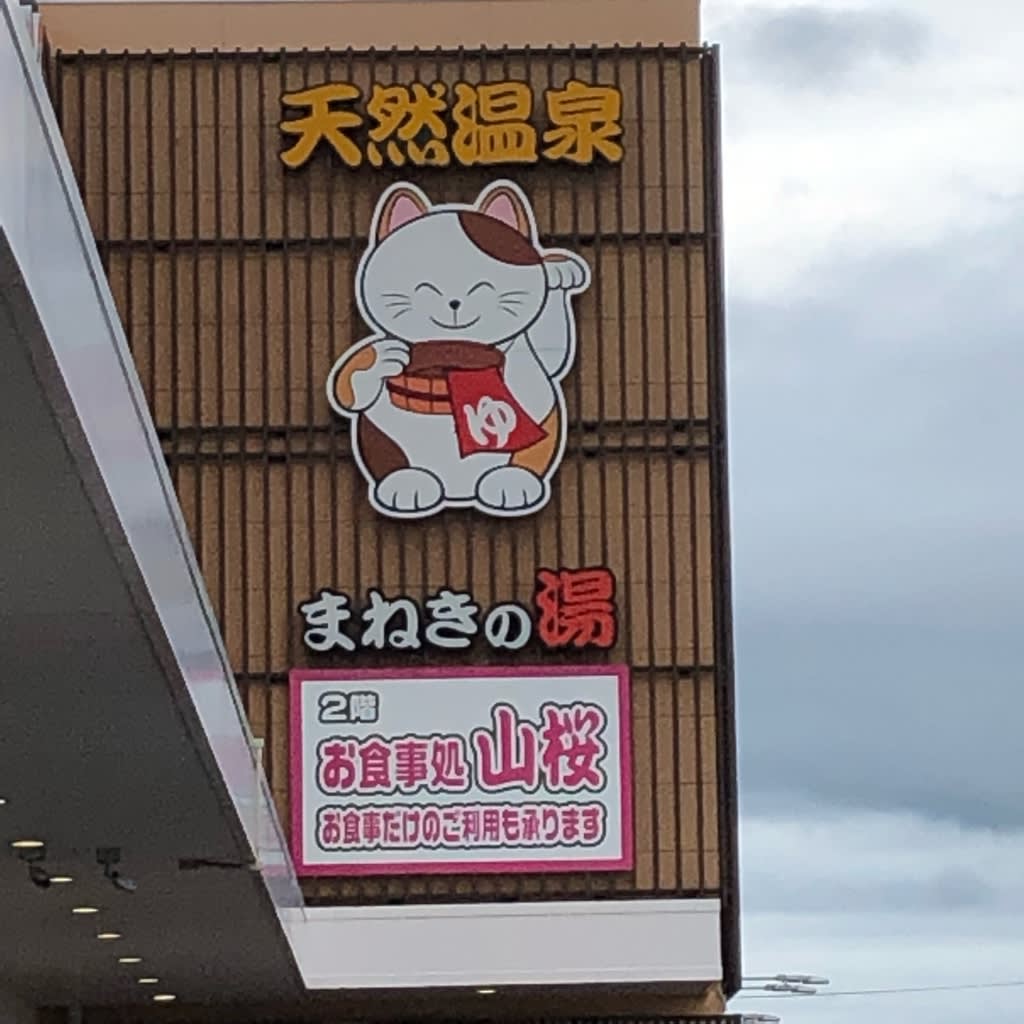 天然温泉
ゆ
まねきの湯
2階
お食事処 山桜
お食事だけのご利用も承ります